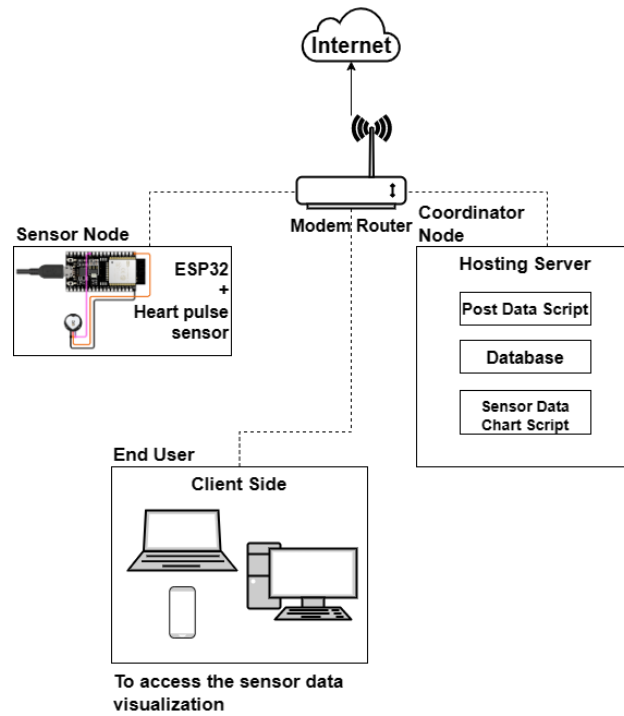 Internet
Modem Router
Coordinator
Node
Sensor Node
ESP32
+
Heart pulse
sensor
Hosting Server
Post Data Script
Database
Sensor Data
Chart Script
End User
Client Side
To access the sensor data
visualization